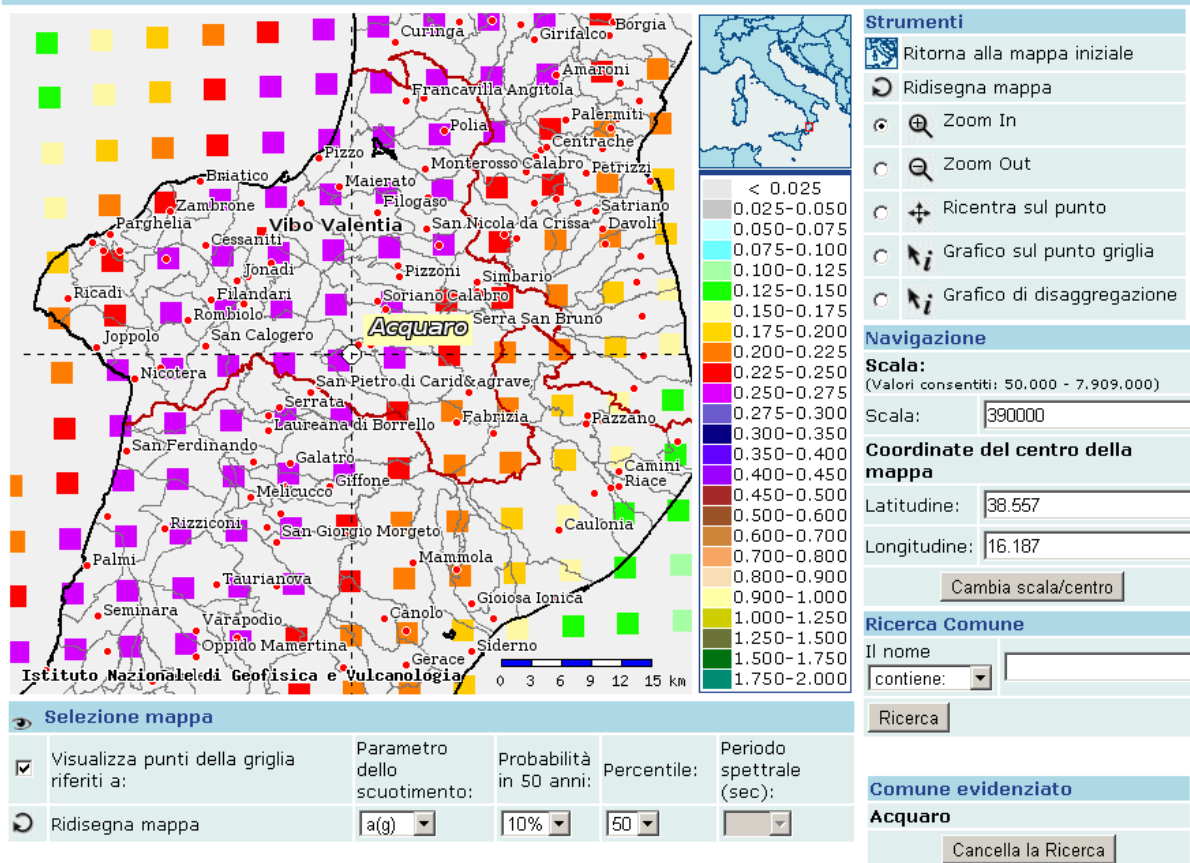 Curinga
Girifalco
Borgia
Amaroni
Francavilla Angitola
Palermiti
Polia
Centrache
Pizzo
Monterosso Calabro
Petrizzi
Briatico
Maierato
Zambrone
Filogaso
Satriano
Parghelia
Vibo Valentia
San Nicola da Crissa
Davoli
Cessaniti
Jonadi
Pizzoni
Simbario
Ricadi
Filandari
Soriano Calabro
Rombiolo
Acquaro
Serra San Bruno
Joppolo
San Calogero
Nicotera
San Pietro di Carid&agrave
Serrata
Fabrizia
Pazzano
Laureana di Borrello
San Ferdinando
Galatro
Camini
Giffone
Riace
Melicucco
Rizziconi
San Giorgio Morgeto
Caulonia
Palmi
Mammola
Taurianova
Gioiosa Ionica
Seminara
Canolo
Varapodio
Oppido Mamertina
Siderno
Gerace
Istituto Nazionale di Geofisica e Vulcanologia
0 3 6 9 12 15 km
< 0.025
0.025-0.050
0.050-0.075
0.075-0.100
0.100-0.125
0.125-0.150
0.150-0.175
0.175-0.200
0.200-0.225
0.225-0.250
0.250-0.275
0.275-0.300
0.300-0.350
0.350-0.400
0.400-0.450
0.450-0.500
0.500-0.600
0.600-0.700
0.700-0.800
0.800-0.900
0.900-1.000
1.000-1.250
1.250-1.500
1.500-1.750
1.750-2.000
Strumenti
Ritorna alla mappa iniziale
Ridisegna mappa
Zoom In
Zoom Out
Ricentra sul punto
Grafico sul punto griglia
Grafico di disaggregazione
Navigazione
Scala:
(Valori consentiti: 50.000 - 7.909.000)
Scala: 390000
Coordinate del centro della
mappa
Latitudine: 38.557
Longitudine: 16.187
Cambia scala/centro
Ricerca Comune
Il nome
contiene:
Ricerca
Comune evidenziato
Acquaro
Cancella la Ricerca
Selezione mappa
Visualizza punti della griglia
riferiti a:
Parametro
dello
scuotimento:
Probabilità
in 50 anni:
Percentile:
Periodo
spettrale
(sec):
Ridisegna mappa
a(g)
10%
50